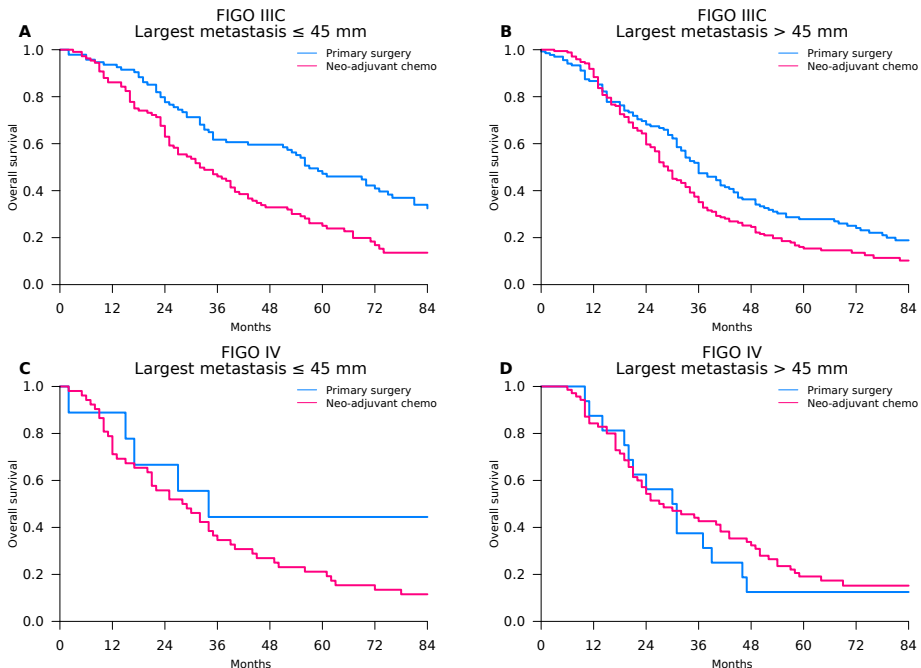 A
FIGO IIIC
Largest metastasis ≤ 45 mm
Primary surgery
Neo-adjuvant chemo
Overall survival
1.0
0.8
0.6
0.4
0.2
0.0
0 12 24 36 48 60 72 84
Months
B
FIGO IIIC
Largest metastasis > 45 mm
Primary surgery
Neo-adjuvant chemo
Overall survival
1.0
0.8
0.6
0.4
0.2
0.0
0 12 24 36 48 60 72 84
Months
C
FIGO IV
Largest metastasis ≤ 45 mm
Primary surgery
Neo-adjuvant chemo
Overall survival
1.0
0.8
0.6
0.4
0.2
0.0
0 12 24 36 48 60 72 84
Months
D
FIGO IV
Largest metastasis > 45 mm
Primary surgery
Neo-adjuvant chemo
Overall survival
1.0
0.8
0.6
0.4
0.2
0.0
0 12 24 36 48 60 72 84
Months